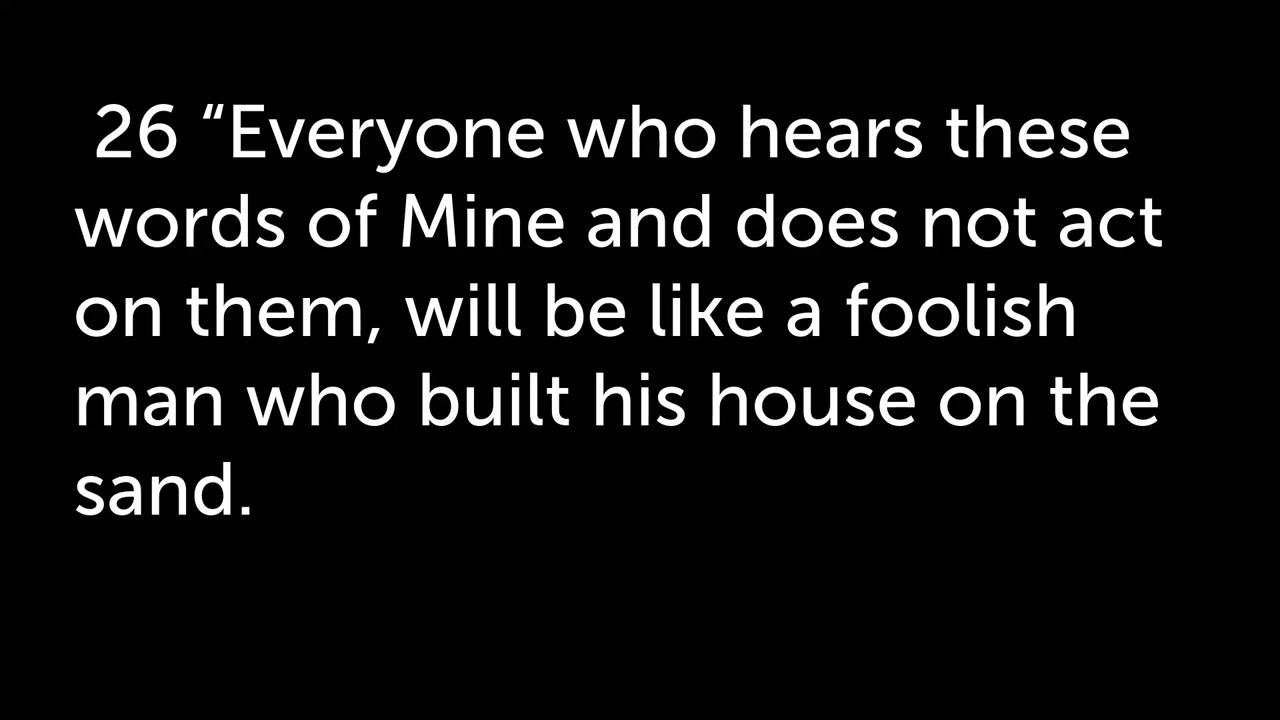 26 “Everyone who hears these
words of Mine and does not act
on them, will be like a foolish
man who built his house on the
sand.